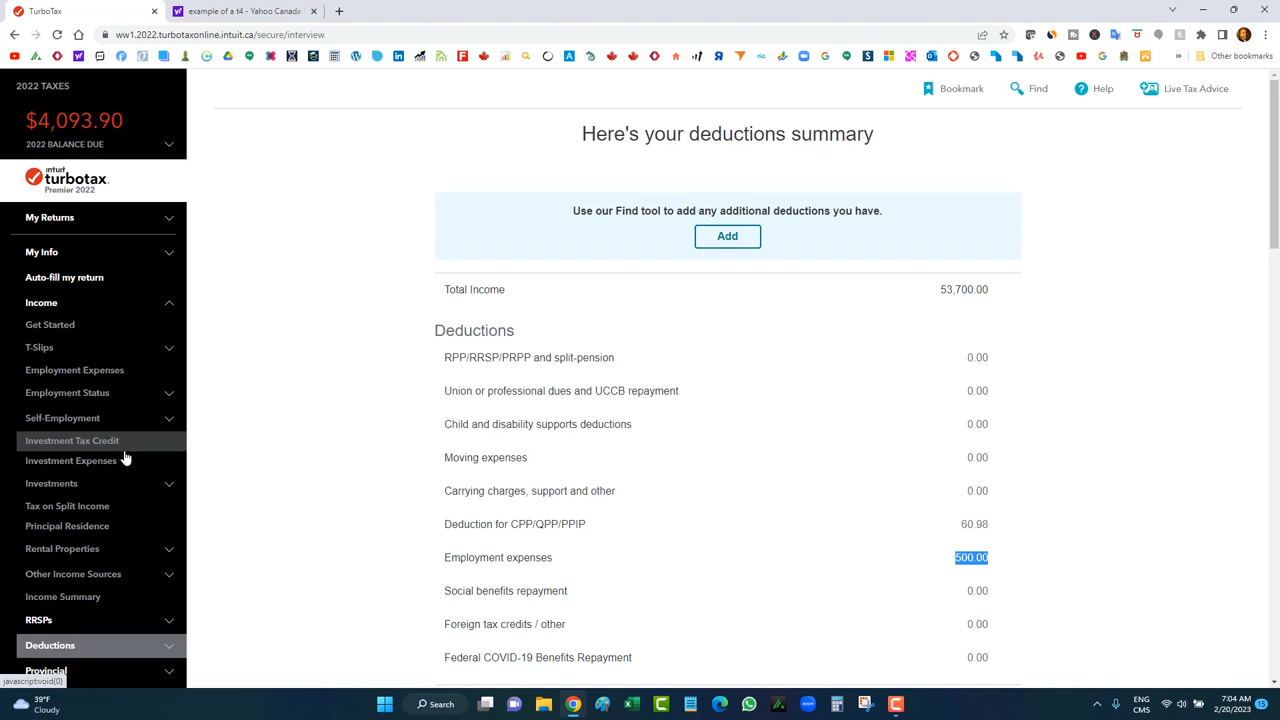 TurboTax
example of a t4 - Yahoo Canada
ww1.2022.turbotaxonline.intuit.ca/secure/interview
Other bookmarks
2022 TAXES
$4,093.90
2022 BALANCE DUE
intuit
turbotax.
Premier 2022
My Returns
My Info
Auto-fill my return
Income
Get Started
T-Slips
Employment Expenses
Employment Status
Self-Employment
Investment Tax Credit
Investment Expenses
Investments
Tax on Split Income
Principal Residence
Rental Properties
Other Income Sources
Income Summary
RRSPs
Deductions
Provincial
javascript:void(0)
Bookmark
Find
Help
Live Tax Advice
Here's your deductions summary
Use our Find tool to add any additional deductions you have.
Add
Total Income 53,700.00
Deductions
RPP/RRSP/PRPP and split-pension 0.00
Union or professional dues and UCCB repayment 0.00
Child and disability supports deductions 0.00
Moving expenses 0.00
Carrying charges, support and other 0.00
Deduction for CPP/QPP/PPIP 60.98
Employment expenses 500.00
Social benefits repayment 0.00
Foreign tax credits / other 0.00
Federal COVID-19 Benefits Repayment 0.00
39°F
Cloudy
Search
ENG
CMS
7:04 AM
2/20/2023